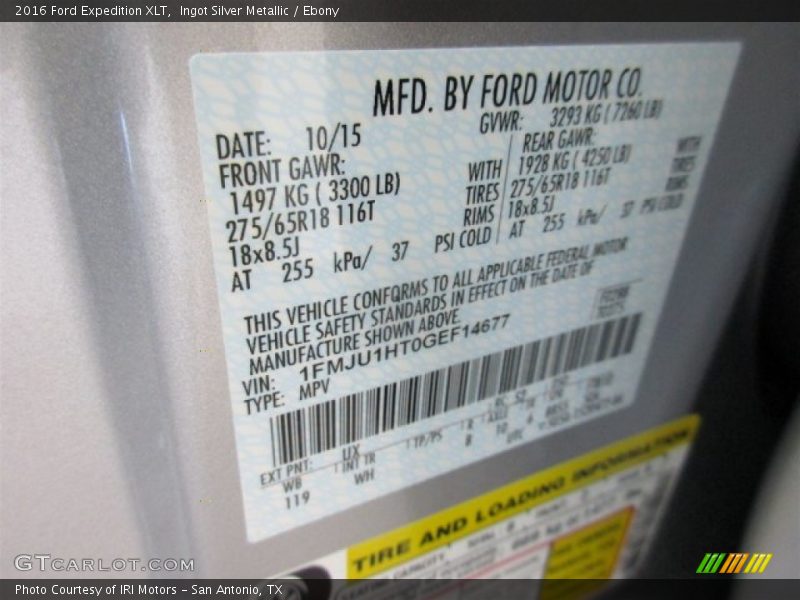 2016 Ford Expedition XLT, Ingot Silver Metallic / Ebony
MFD. BY FORD MOTOR CO.
DATE: 10/15
GVWR: 3293 KG ( 7260 LB)
FRONT GAWR:
1497 KG ( 3300 LB)
275/65R18 116T
18x8.5J
AT 255 kPa/ 37 PSI COLD
WITH
TIRES
RIMS
REAR GAWR:
1928 KG ( 4250 LB)
275/65R18 116T
18x8.5J
AT 255 kPa/ 37 PSI COLD
WITH
TIRES
RIMS
THIS VEHICLE CONFORMS TO ALL APPLICABLE FEDERAL MOTOR
VEHICLE SAFETY STANDARDS IN EFFECT ON THE DATE OF
MANUFACTURE SHOWN ABOVE.
VIN: 1FMJU1HT0GEF14677
TYPE: MPV
EXT PNT: UX
WB INT TR TP/PS R
119 WH 8
TIRE AND LOADING INFORMATION
GTCARLOT.COM
Photo Courtesy of IRI Motors – San Antonio, TX